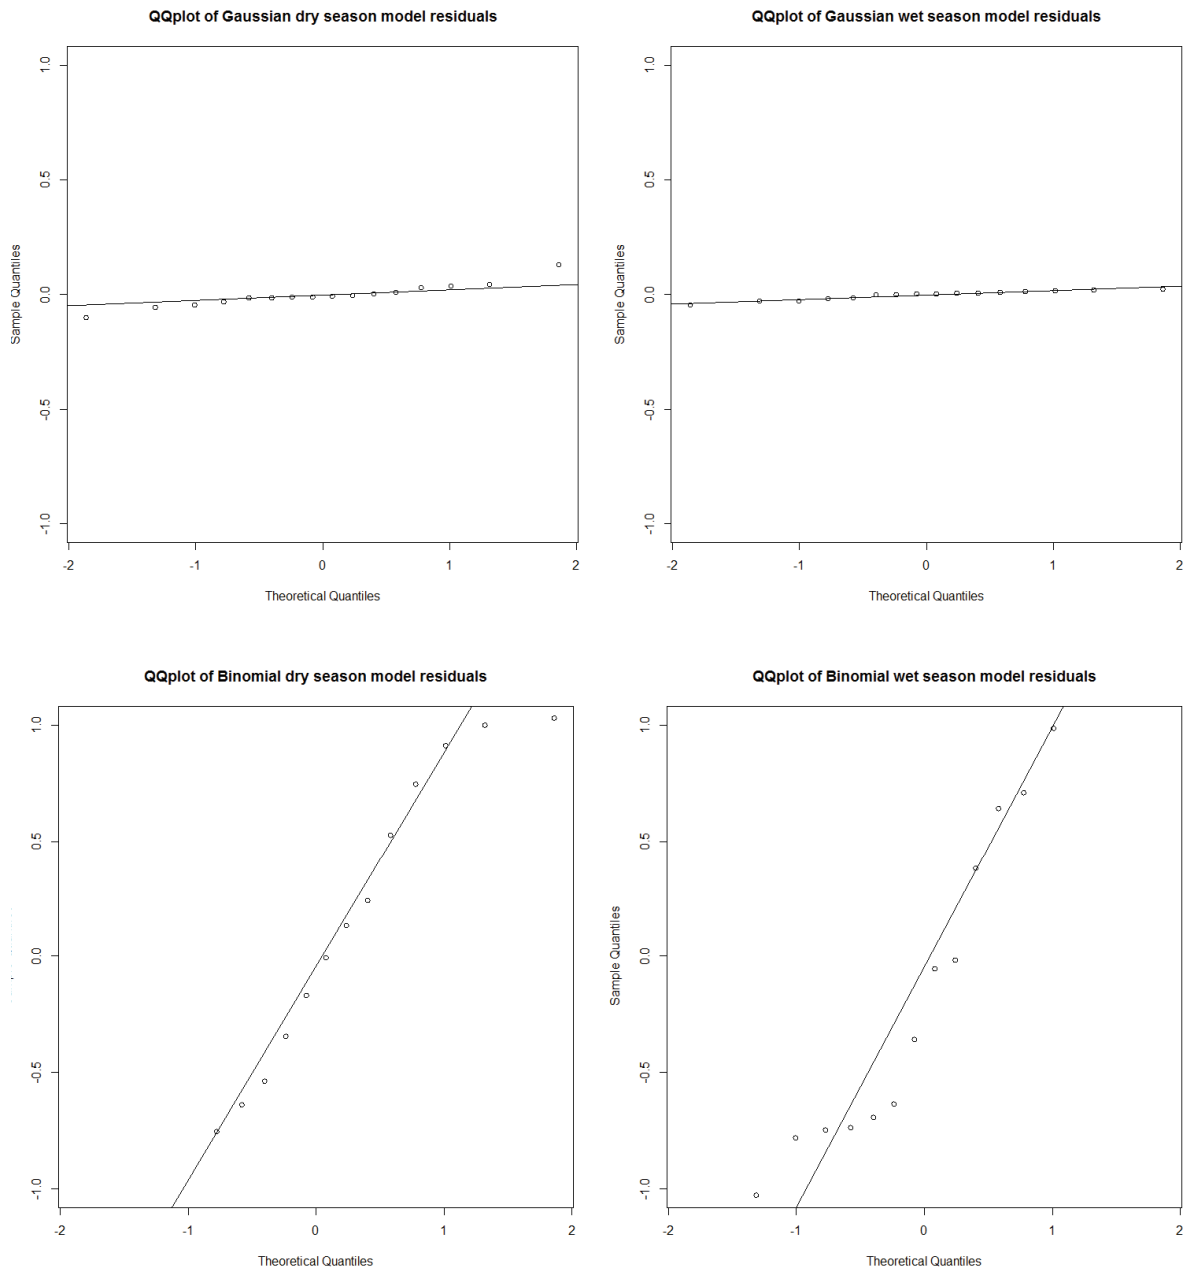 QQplot of Gaussian dry season model residuals
1.0
0.5
0.0
-0.5
-1.0
Sample Quantiles
-2 -1 0 1 2
Theoretical Quantiles
QQplot of Gaussian wet season model residuals
1.0
0.5
0.0
-0.5
-1.0
Sample Quantiles
-2 -1 0 1 2
Theoretical Quantiles
QQplot of Binomial dry season model residuals
1.0
0.5
0.0
-0.5
-1.0
-2 -1 0 1 2
Theoretical Quantiles
QQplot of Binomial wet season model residuals
1.0
0.5
0.0
-0.5
-1.0
Sample Quantiles
-2 -1 0 1 2
Theoretical Quantiles